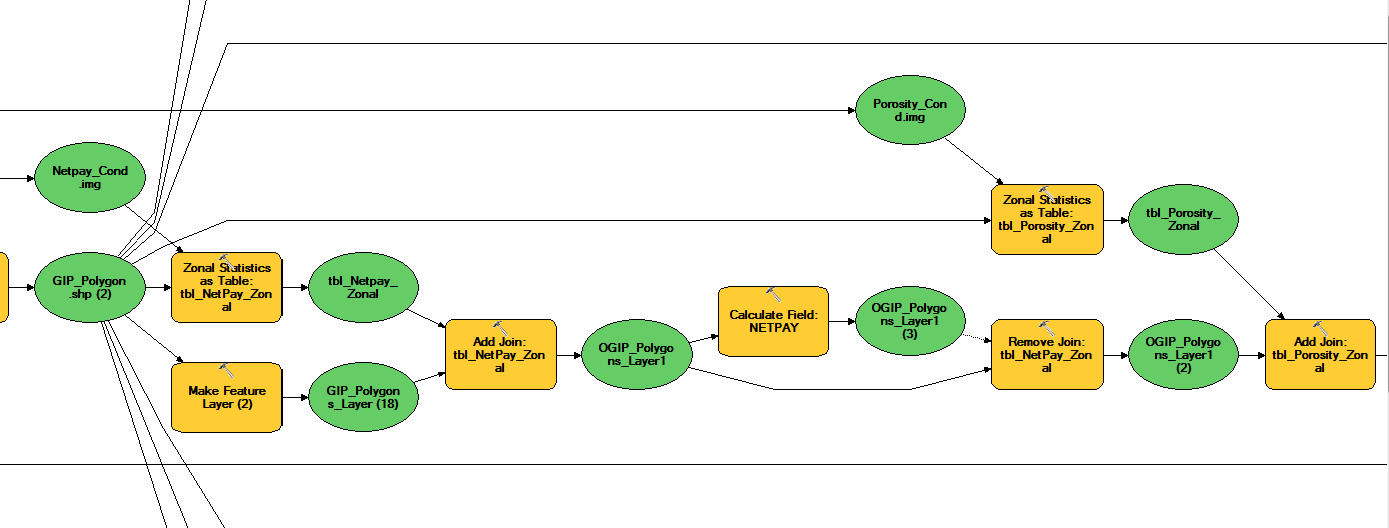 Porosity_Con
d.img
Netpay_Cond
.img
Zonal Statistics
as Table:
tbl_Porosity_Zon
al
tbl_Porosity_
Zonal
GIP_Polygon
.shp (2)
Zonal Statistics
as Table:
tbl_NetPay_Zon
al
tbl_Netpay_
Zonal
Calculate Field:
NETPAY
OGIP_Polygo
ns_Layer1
(3)
Add Join:
tbl_NetPay_Zon
al
OGIP_Polygo
ns_Layer1
Remove Join:
tbl_NetPay_Zon
al
OGIP_Polygo
ns_Layer1
(2)
Add Join:
tbl_Porosity_Zon
al
Make Feature
Layer (2)
GIP_Polygon
s_Layer (18)